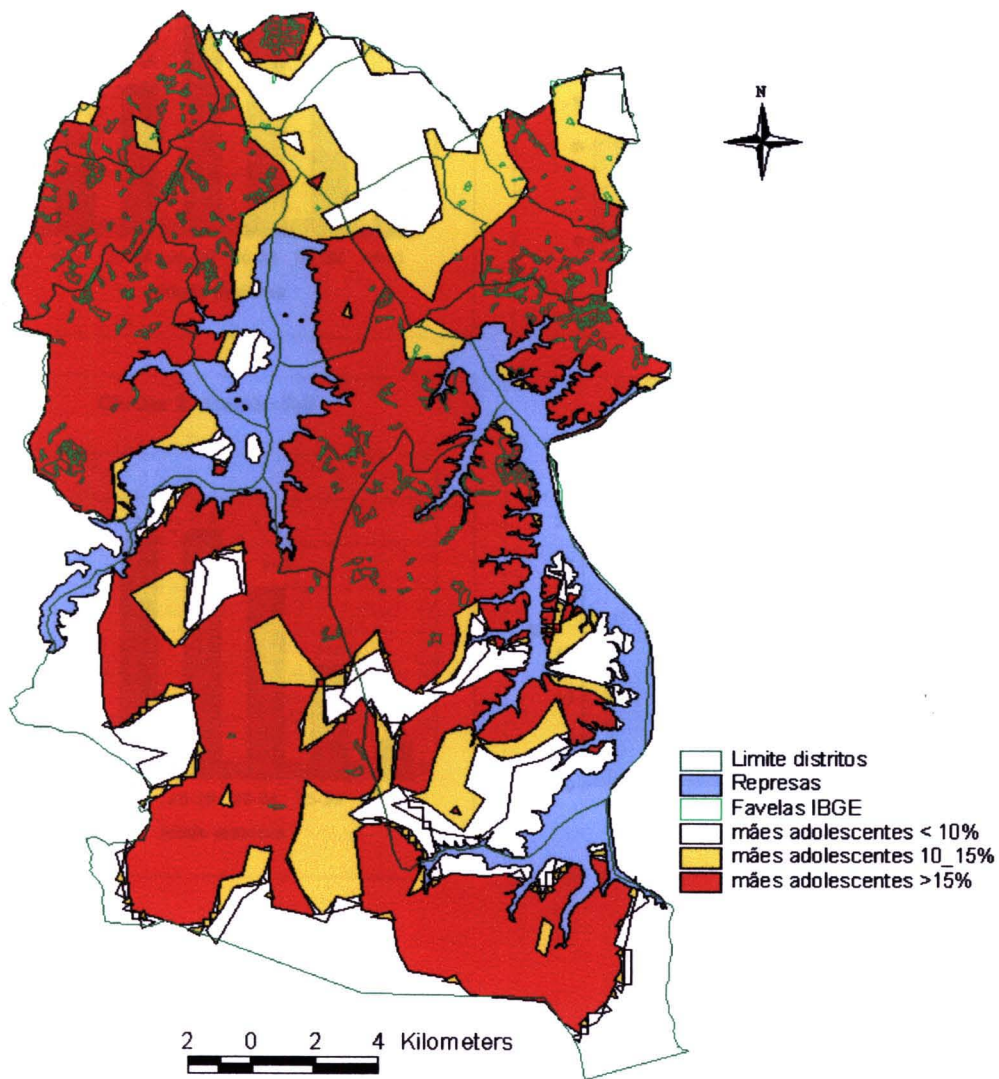 N
Limite distritos
Represas
Favelas IBGE
mães adolescentes < 10%
mães adolescentes 10_15%
mães adolescentes >15%
2 0 2 4 Kilometers